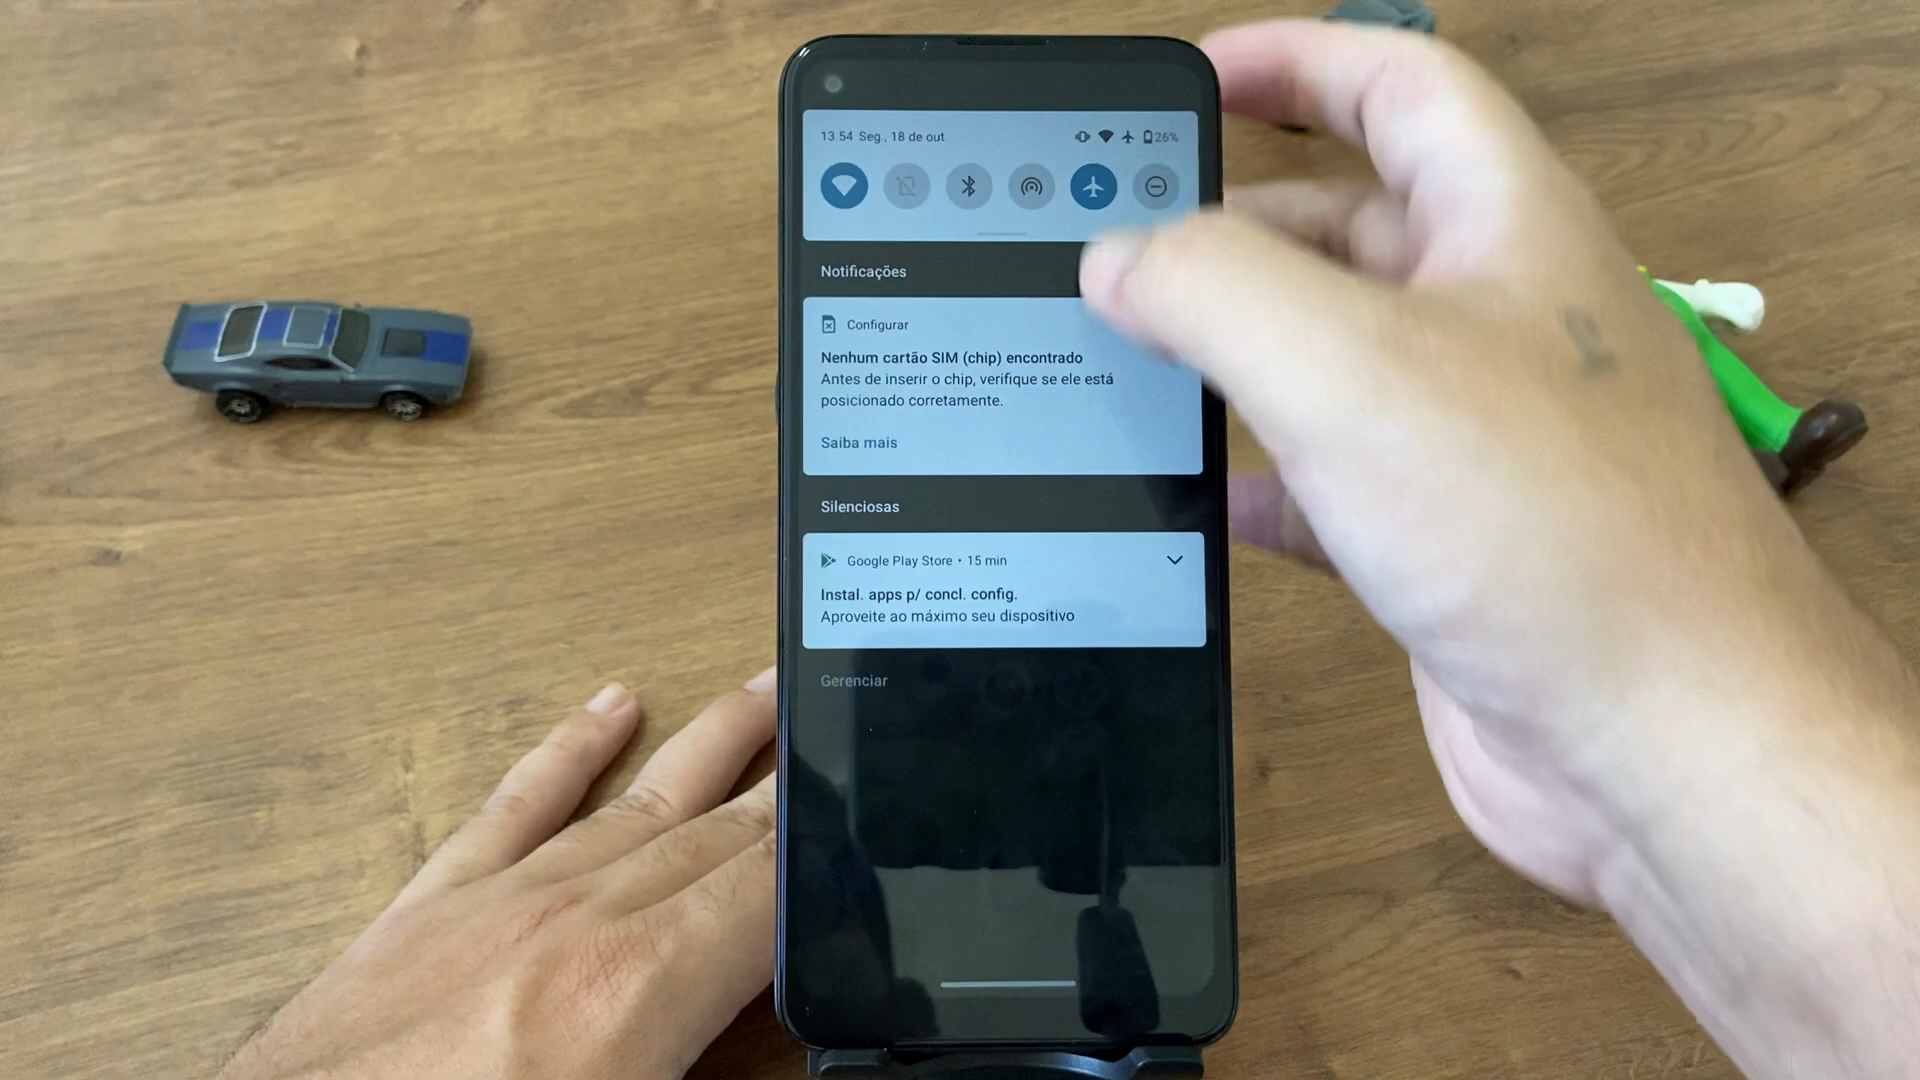 13:54 Seg., 18 de out.
26%
Notificações
Configurar
Nenhum cartão SIM (chip) encontrado
Antes de inserir o chip, verifique se ele está
posicionado corretamente.
Saiba mais
Silenciosas
Google Play Store • 15 min
Instal. apps p/ concl. config.
Aproveite ao máximo seu dispositivo
Gerenciar